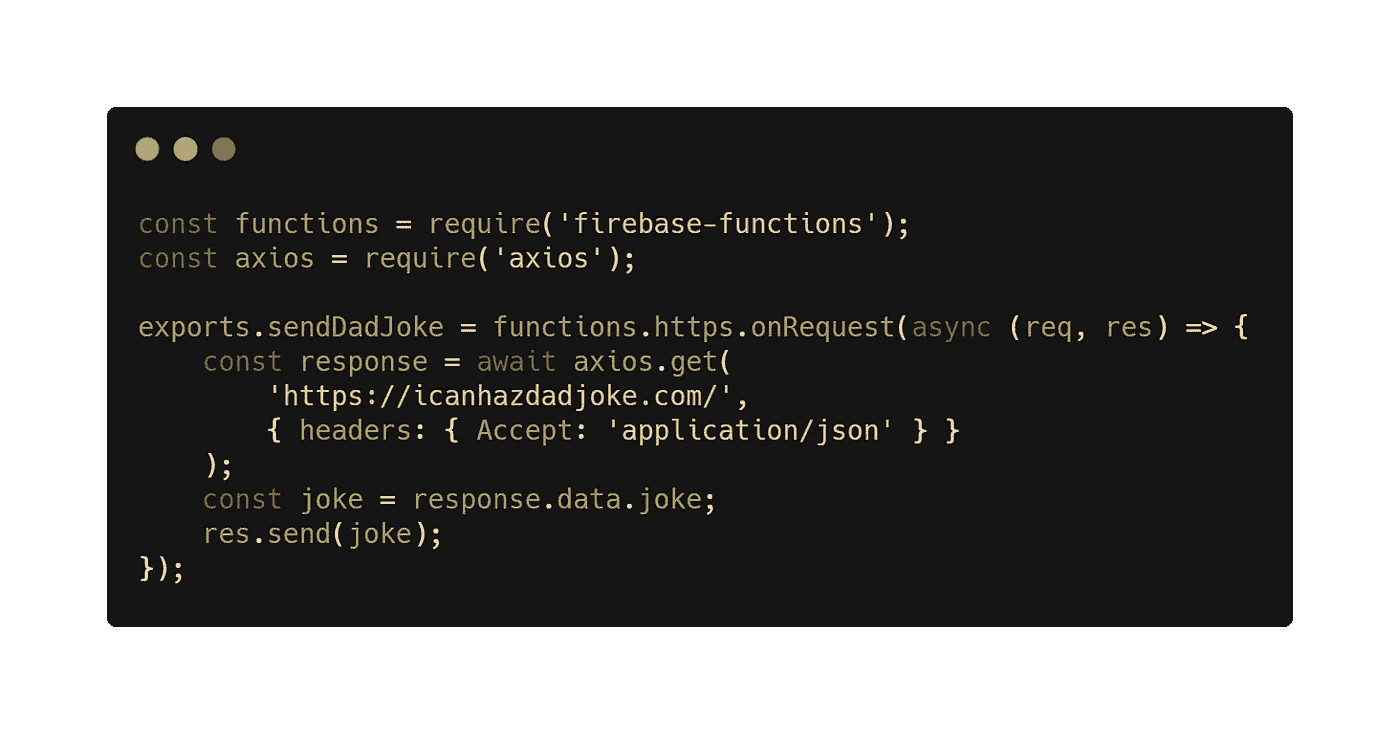 const functions = require('firebase-functions');
const axios = require('axios');

exports.sendDadJoke = functions.https.onRequest(async (req, res) => {
    const response = await axios.get(
        'https://icanhazdadjoke.com/',
        { headers: { Accept: 'application/json' } }
    );
    const joke = response.data.joke;
    res.send(joke);
});